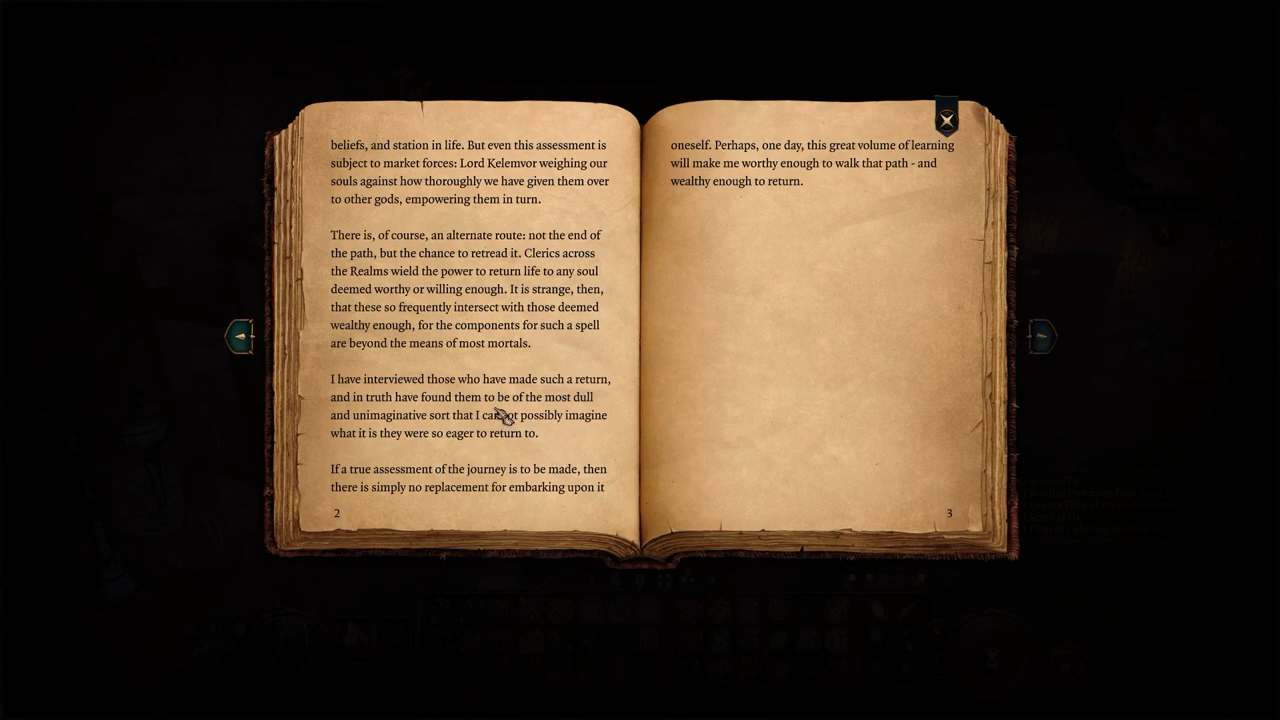 beliefs, and station in life. But even this assessment is
subject to market forces: Lord Kelemvor weighing our
souls against how thoroughly we have given them over
to other gods, empowering them in turn.
There is, of course, an alternate route: not the end of
the path, but the chance to retread it. Clerics across
the Realms wield the power to return life to any soul
deemed worthy or willing enough. It is strange, then,
that these so frequently intersect with those deemed
wealthy enough, for the components for such a spell
are beyond the means of most mortals.
I have interviewed those who have made such a return,
and in truth have found them to be of the most dull
and unimaginative sort that I cannot possibly imagine
what it is they were so eager to return to.
If a true assessment of the journey is to be made, then
there is simply no replacement for embarking upon it
2
oneself. Perhaps, one day, this great volume of learning
will make me worthy enough to walk that path - and
wealthy enough to return.
3